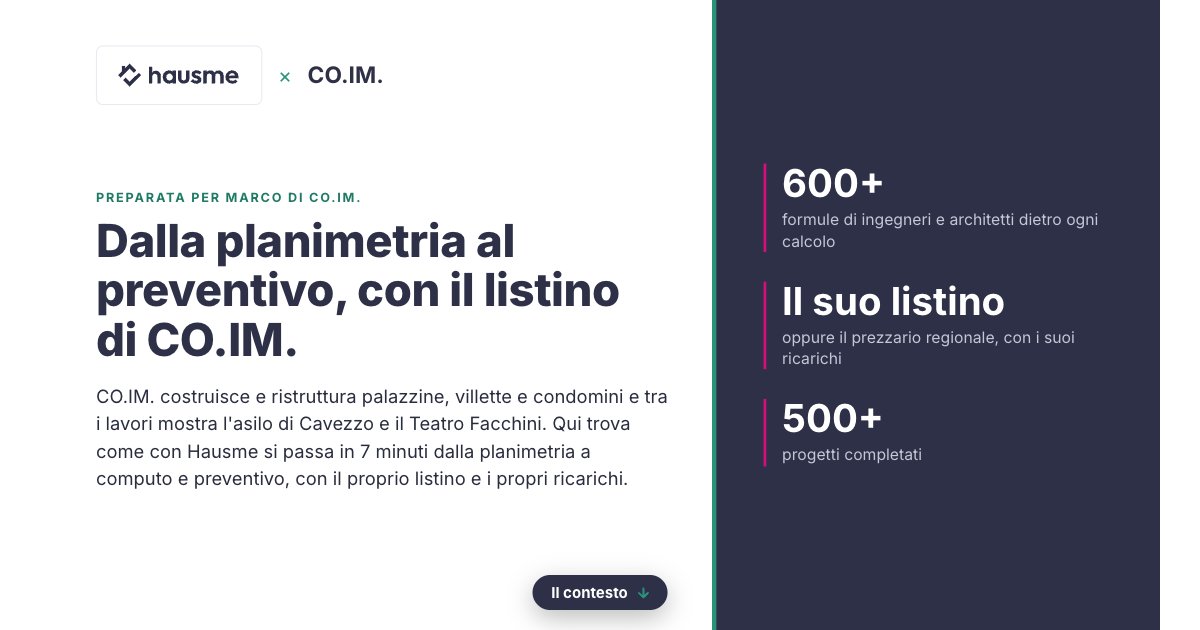 hausme × CO.IM.
PREPARATA PER MARCO DI CO.IM.
Dalla planimetria al
preventivo, con il listino
di CO.IM.
CO.IM. costruisce e ristruttura palazzine, villette e condomini e tra
i lavori mostra l'asilo di Cavezzo e il Teatro Facchini. Qui trova
come con Hausme si passa in 7 minuti dalla planimetria a
computo e preventivo, con il proprio listino e i propri ricarichi.
Il contesto ↓
600+
formule di ingegneri e architetti dietro ogni
calcolo
Il suo listino
oppure il prezzario regionale, con i suoi
ricarichi
500+
progetti completati